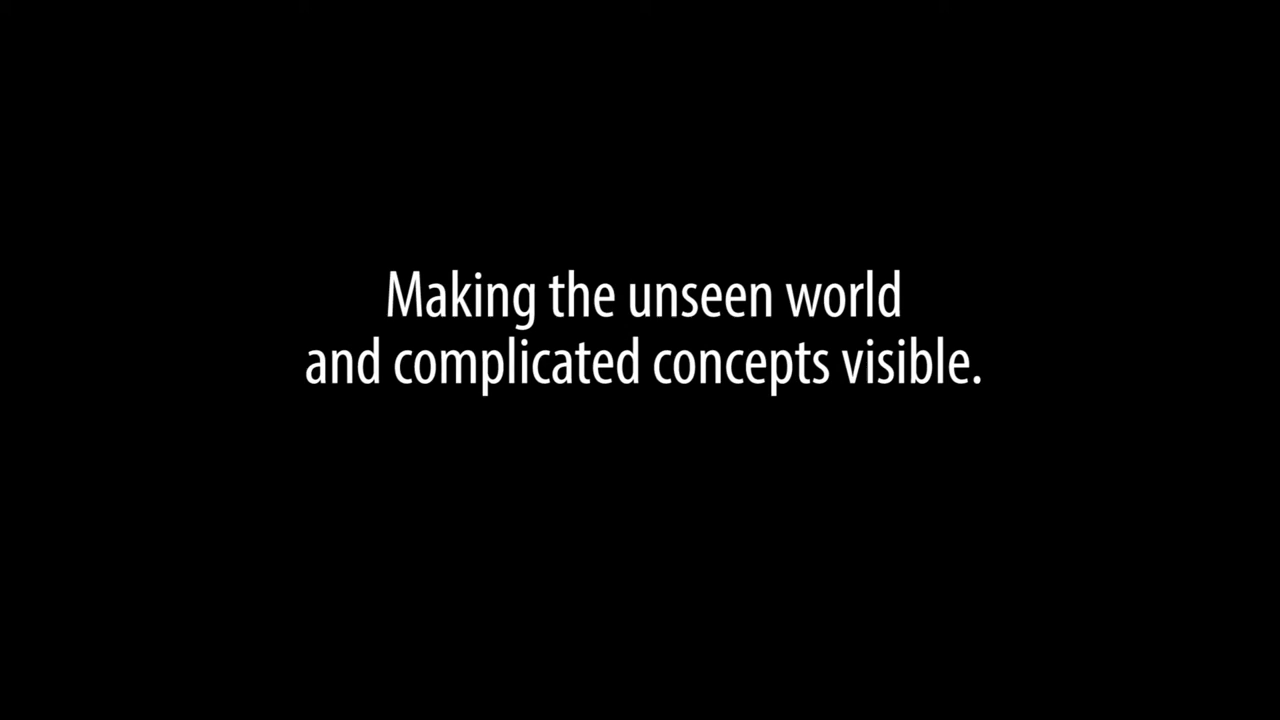 Making the unseen world
and complicated concepts visible.